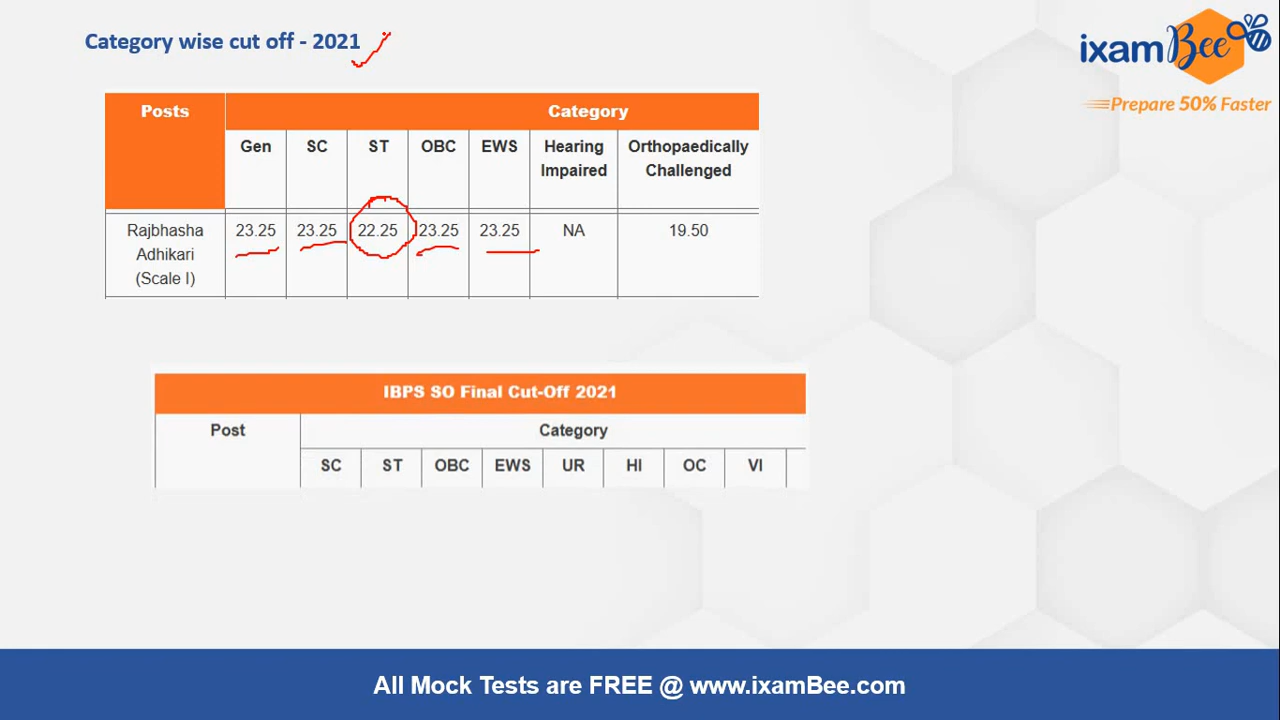 Category wise cut off - 2021
ixamBee
Prepare 50% Faster
Posts Category
Gen SC ST OBC EWS Hearing Impaired Orthopaedically Challenged
Rajbhasha Adhikari (Scale I) 23.25 23.25 22.25 23.25 23.25 NA 19.50
IBPS SO Final Cut-Off 2021
Post Category
SC ST OBC EWS UR HI OC VI
All Mock Tests are FREE @ www.ixamBee.com